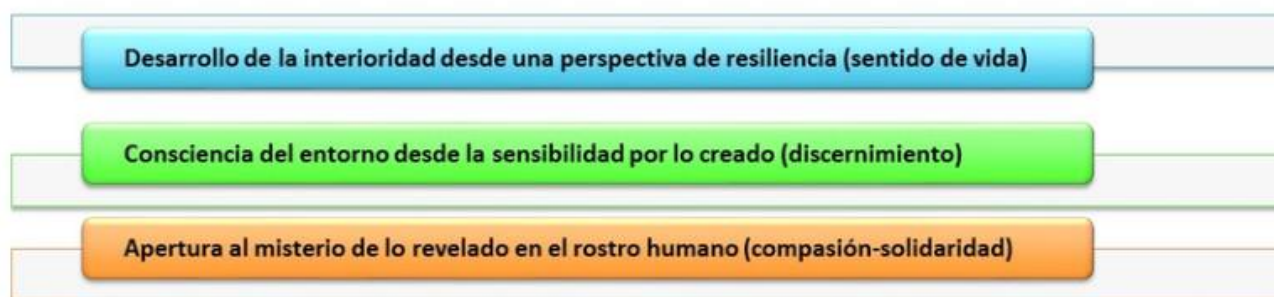 Desarrollo de la interioridad desde una perspectiva de resiliencia (sentido de vida)
Consciencia del entorno desde la sensibilidad por lo creado (discernimiento)
Apertura al misterio de lo revelado en el rostro humano (compasión-solidaridad)